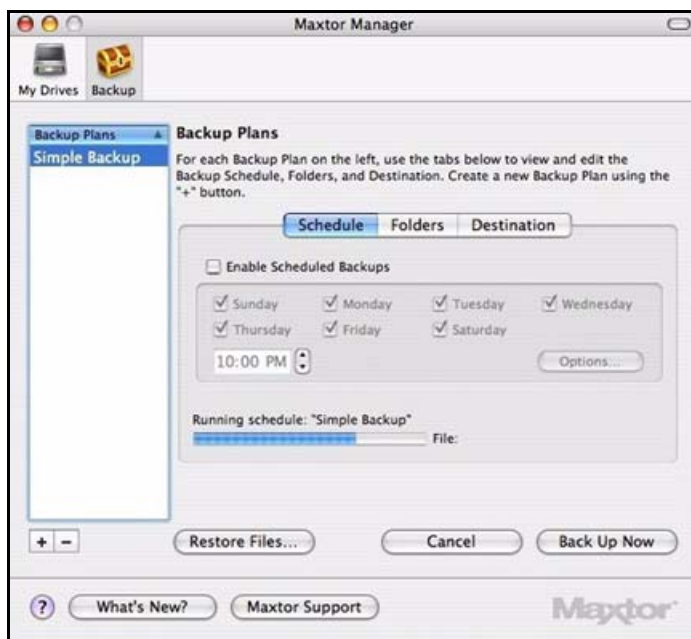 Maxtor Manager
My Drives
Backup
Backup Plans
Simple Backup
Backup Plans
For each Backup Plan on the left, use the tabs below to view and edit the
Backup Schedule, Folders, and Destination. Create a new Backup Plan using the
"+" button.
Schedule Folders Destination
Enable Scheduled Backups
Sunday Monday Tuesday Wednesday
Thursday Friday Saturday
10:00 PM Options...
Running schedule: "Simple Backup"
File:
+ − Restore Files... Cancel Back Up Now
? What's New? Maxtor Support Maxtor